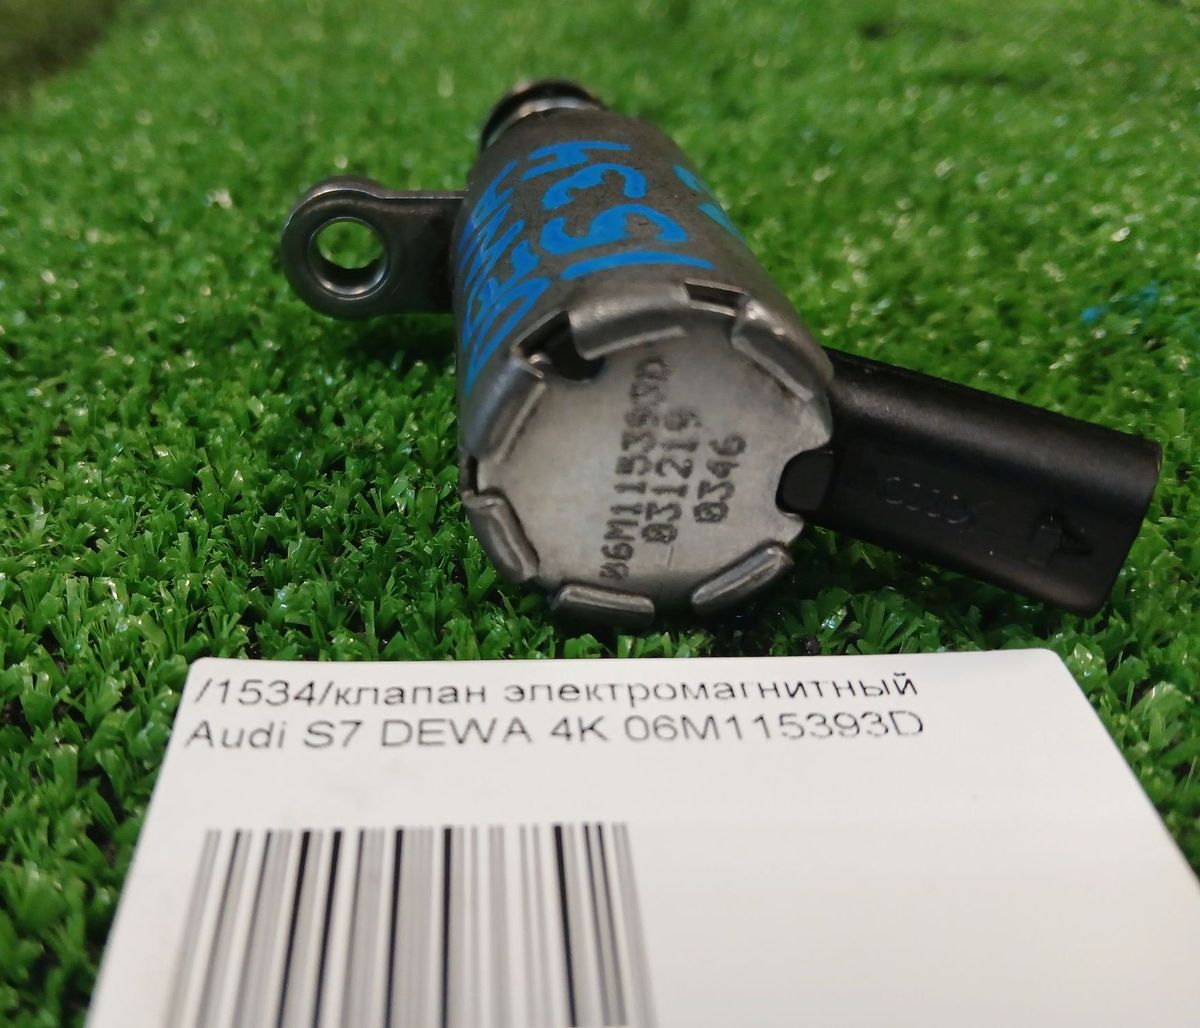 1534
06M115393D
031219
0346
/1534/клапан электромагнитный
Audi S7 DEWA 4K 06M115393D